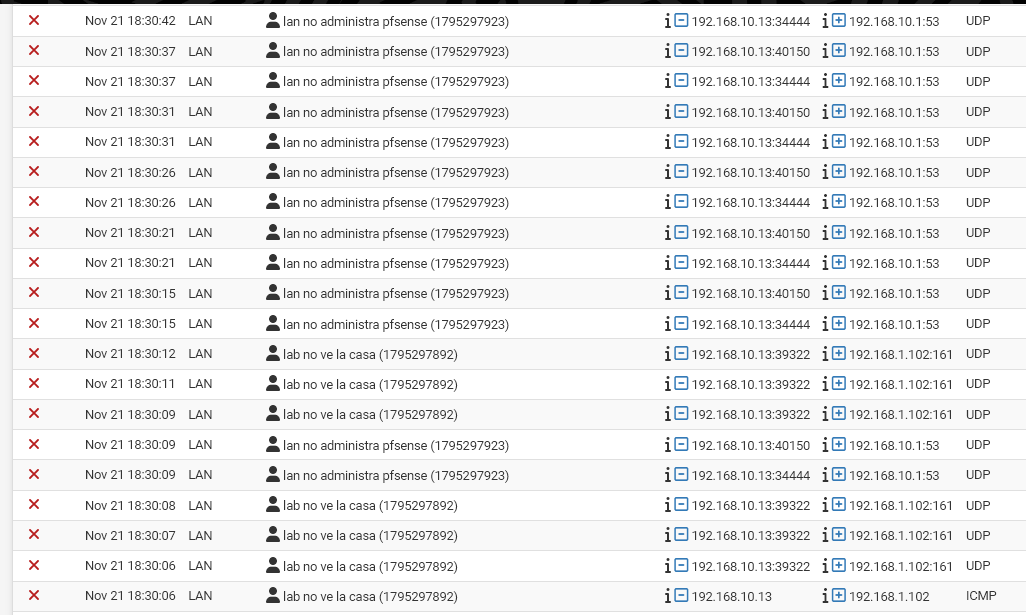 Nov 21 18:30:42 LAN lan no administra pfsense (1795297923) 192.168.10.13:34444 192.168.10.1:53 UDP
Nov 21 18:30:37 LAN lan no administra pfsense (1795297923) 192.168.10.13:40150 192.168.10.1:53 UDP
Nov 21 18:30:37 LAN lan no administra pfsense (1795297923) 192.168.10.13:34444 192.168.10.1:53 UDP
Nov 21 18:30:31 LAN lan no administra pfsense (1795297923) 192.168.10.13:40150 192.168.10.1:53 UDP
Nov 21 18:30:31 LAN lan no administra pfsense (1795297923) 192.168.10.13:34444 192.168.10.1:53 UDP
Nov 21 18:30:26 LAN lan no administra pfsense (1795297923) 192.168.10.13:40150 192.168.10.1:53 UDP
Nov 21 18:30:26 LAN lan no administra pfsense (1795297923) 192.168.10.13:34444 192.168.10.1:53 UDP
Nov 21 18:30:21 LAN lan no administra pfsense (1795297923) 192.168.10.13:40150 192.168.10.1:53 UDP
Nov 21 18:30:21 LAN lan no administra pfsense (1795297923) 192.168.10.13:34444 192.168.10.1:53 UDP
Nov 21 18:30:15 LAN lan no administra pfsense (1795297923) 192.168.10.13:40150 192.168.10.1:53 UDP
Nov 21 18:30:15 LAN lan no administra pfsense (1795297923) 192.168.10.13:34444 192.168.10.1:53 UDP
Nov 21 18:30:12 LAN lab no ve la casa (1795297892) 192.168.10.13:39322 192.168.1.102:161 UDP
Nov 21 18:30:11 LAN lab no ve la casa (1795297892) 192.168.10.13:39322 192.168.1.102:161 UDP
Nov 21 18:30:09 LAN lab no ve la casa (1795297892) 192.168.10.13:39322 192.168.1.102:161 UDP
Nov 21 18:30:09 LAN lan no administra pfsense (1795297923) 192.168.10.13:40150 192.168.10.1:53 UDP
Nov 21 18:30:09 LAN lan no administra pfsense (1795297923) 192.168.10.13:34444 192.168.10.1:53 UDP
Nov 21 18:30:08 LAN lab no ve la casa (1795297892) 192.168.10.13:39322 192.168.1.102:161 UDP
Nov 21 18:30:07 LAN lab no ve la casa (1795297892) 192.168.10.13:39322 192.168.1.102:161 UDP
Nov 21 18:30:06 LAN lab no ve la casa (1795297892) 192.168.10.13:39322 192.168.1.102:161 UDP
Nov 21 18:30:06 LAN lab no ve la casa (1795297892) 192.168.10.13 192.168.1.102 ICMP